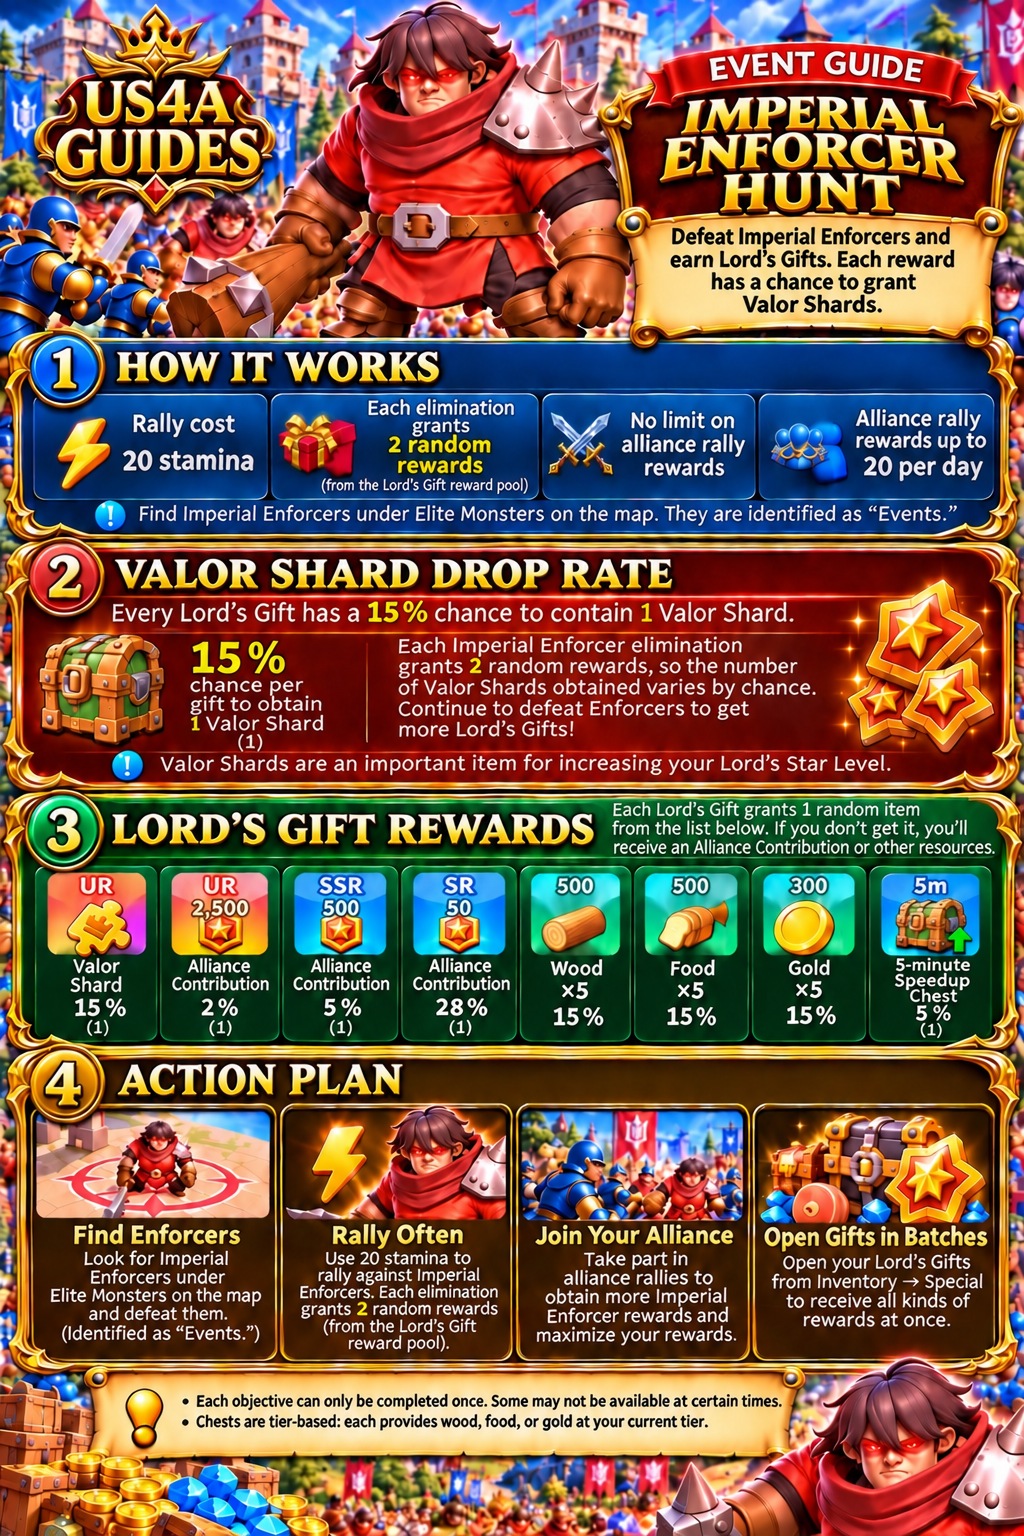 US4A
GUIDES
EVENT GUIDE
IMPERIAL
ENFORCER
HUNT
Defeat Imperial Enforcers and
earn Lord's Gifts. Each reward
has a chance to grant
Valor Shards.
1 HOW IT WORKS
Rally cost
20 stamina
Each elimination
grants
2 random
rewards
(from the Lord's Gift reward pool)
No limit on
alliance rally
rewards
Alliance rally
rewards up to
20 per day
! Find Imperial Enforcers under Elite Monsters on the map. They are identified as “Events.”
2 VALOR SHARD DROP RATE
Every Lord's Gift has a 15% chance to contain 1 Valor Shard.
15%
chance per
gift to obtain
1 Valor Shard
(1)
Each Imperial Enforcer elimination
grants 2 random rewards, so the number
of Valor Shards obtained varies by chance.
Continue to defeat Enforcers to get
more Lord's Gifts!
! Valor Shards are an important item for increasing your Lord's Star Level.
3 LORD'S GIFT REWARDS
Each Lord's Gift grants 1 random item
from the list below. If you don't get it, you'll
receive an Alliance Contribution or other resources.
UR
Valor
Shard
15%
(1)
UR
2,500
Alliance
Contribution
2%
(1)
SSR
500
Alliance
Contribution
5%
(1)
SR
50
Alliance
Contribution
28%
(1)
500
Wood
×5
15%
500
Food
×5
15%
300
Gold
×5
15%
5m
5-minute
Speedup
Chest
5%
(1)
4 ACTION PLAN
Find Enforcers
Look for Imperial
Enforcers under
Elite Monsters on the map
and defeat them.
(Identified as “Events.”)
Rally Often
Use 20 stamina to
rally against Imperial
Enforcers. Each elimination
grants 2 random rewards
(from the Lord's Gift
reward pool).
Join Your Alliance
Take part in
alliance rallies to
obtain more Imperial
Enforcer rewards and
maximize your rewards.
Open Gifts in Batches
Open your Lord's Gifts
from Inventory → Special
to receive all kinds of
rewards at once.
• Each objective can only be completed once. Some may not be available at certain times.
• Chests are tier-based: each provides wood, food, or gold at your current tier.